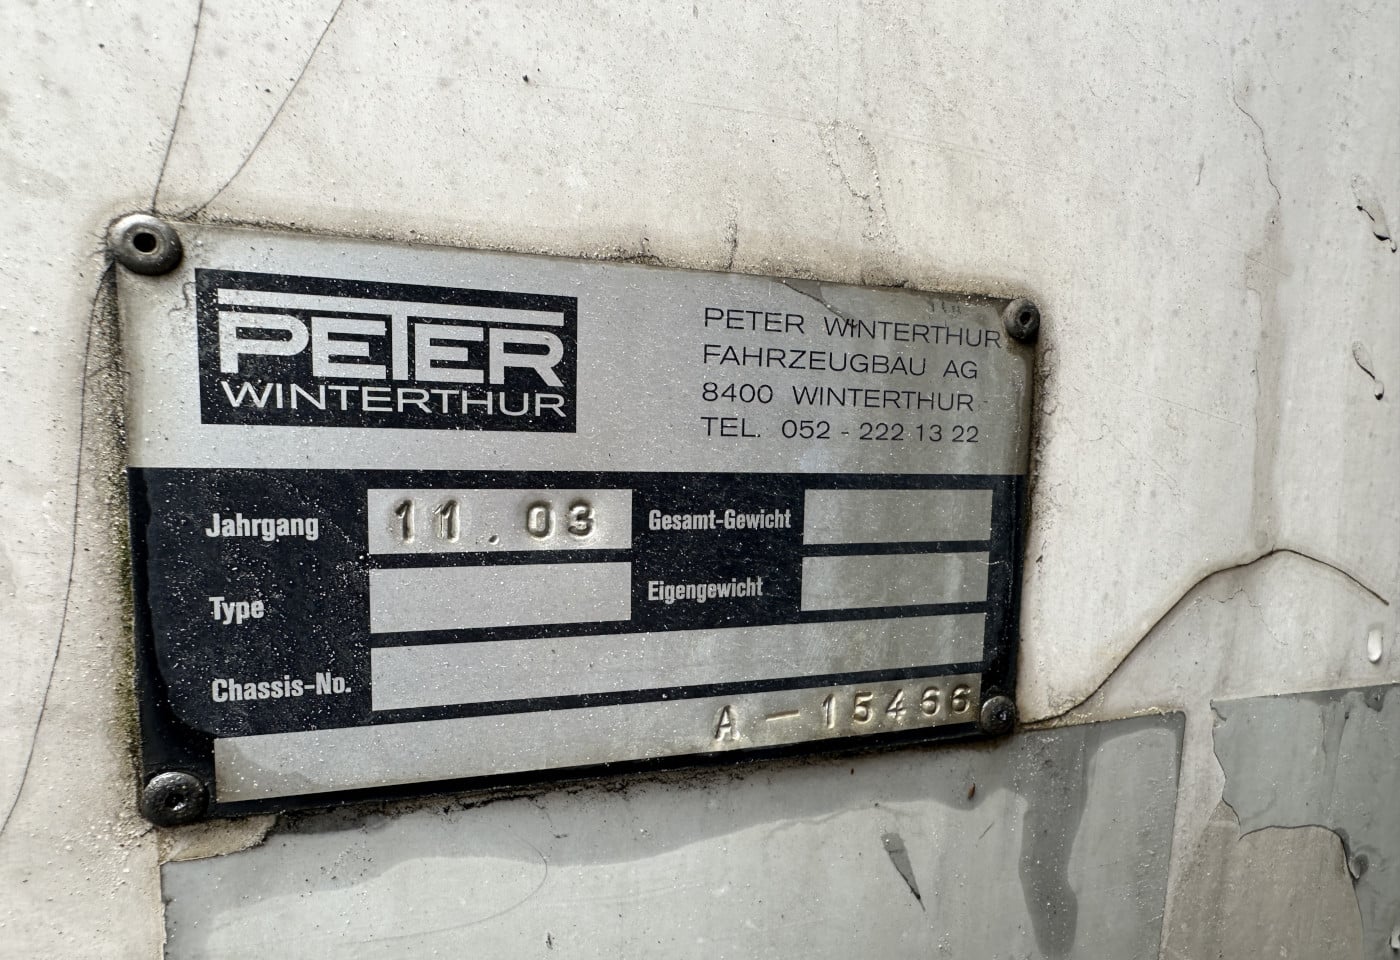 PETER
WINTERTHUR
PETER WINTERTHUR
FAHRZEUGBAU AG
8400 WINTERTHUR
TEL. 052 - 222 13 22
Jahrgang 11.03
Gesamt-Gewicht
Type
Eigengewicht
Chassis-No.
A - 15466